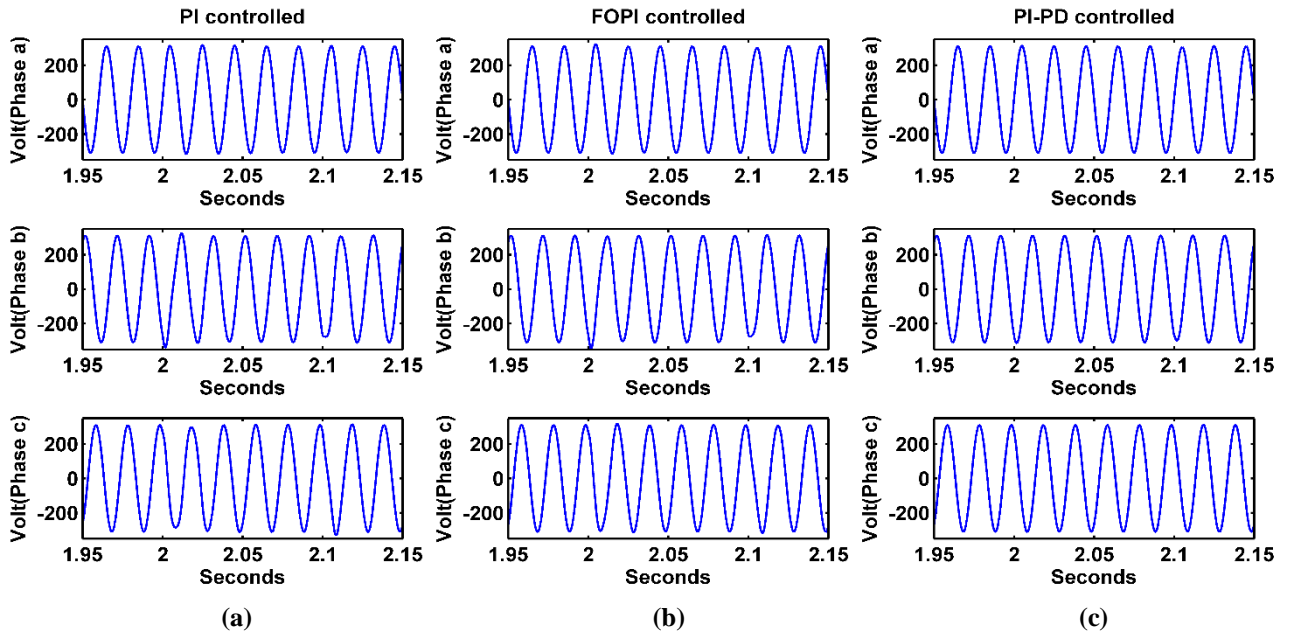 PI controlled
FOPI controlled
PI-PD controlled
Volt(Phase a)
200
0
-200
1.95 2 2.05 2.1 2.15
Seconds
Volt(Phase a)
200
0
-200
1.95 2 2.05 2.1 2.15
Seconds
Volt(Phase a)
200
0
-200
1.95 2 2.05 2.1 2.15
Seconds
Volt(Phase b)
200
0
-200
1.95 2 2.05 2.1 2.15
Seconds
Volt(Phase b)
200
0
-200
1.95 2 2.05 2.1 2.15
Seconds
Volt(Phase b)
200
0
-200
1.95 2 2.05 2.1 2.15
Seconds
Volt(Phase c)
200
0
-200
1.95 2 2.05 2.1 2.15
Seconds
Volt(Phase c)
200
0
-200
1.95 2 2.05 2.1 2.15
Seconds
Volt(Phase c)
200
0
-200
1.95 2 2.05 2.1 2.15
Seconds
(a)
(b)
(c)